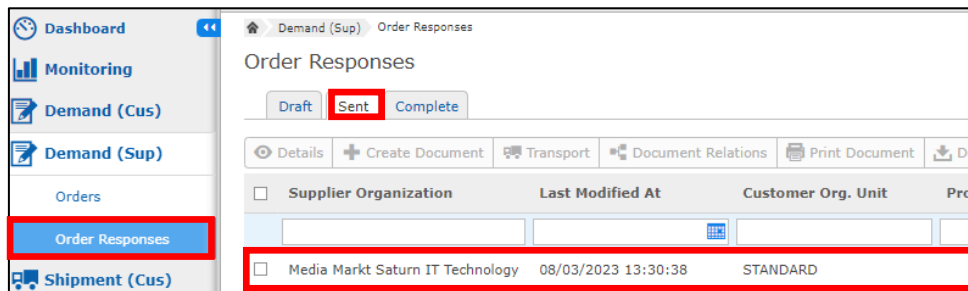 Dashboard
Monitoring
Demand (Cus)
Demand (Sup)
Orders
Order Responses
Shipment (Cus)
Demand (Sup) Order Responses
Order Responses
Draft Sent Complete
Details Create Document Transport Document Relations Print Document D
Supplier Organization Last Modified At Customer Org. Unit Pro
Media Markt Saturn IT Technology 08/03/2023 13:30:38 STANDARD